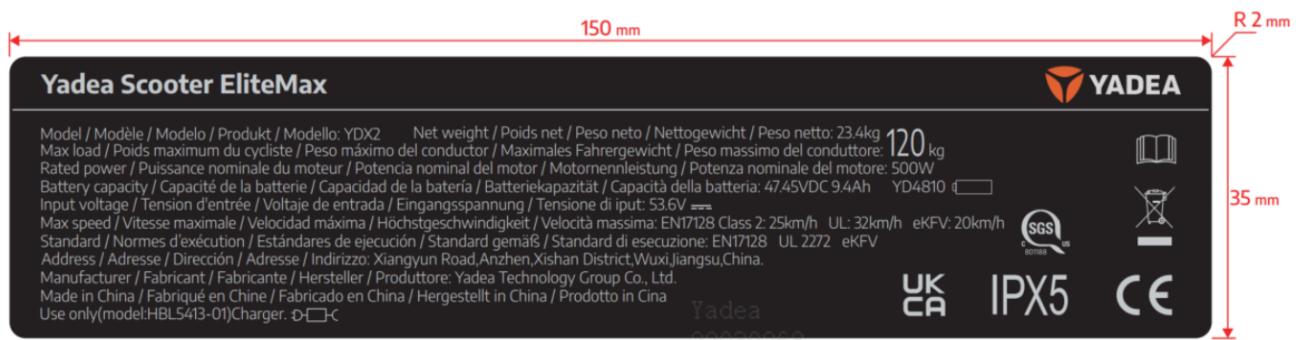 150 mm
R 2 mm
Yadea Scooter EliteMax
YADEA
Model / Modèle / Modelo / Produkt / Modello: YDX2 Net weight / Poids net / Peso neto / Nettogewicht / Peso netto: 23.4kg
Max load / Poids maximum du cycliste / Peso máximo del conductor / Maximales Fahrergewicht / Peso massimo del conduttore: 120 kg
Rated power / Puissance nominale du moteur / Potencia nominal del motor / Motornennleistung / Potenza nominale del motore: 500W
Battery capacity / Capacité de la batterie / Capacidad de la batería / Batteriekapazität / Capacità della batteria: 47.45VDC 9.4Ah YD4810
Input voltage / Tension d'entrée / Voltaje de entrada / Eingangsspannung / Tensione di iput: 53.6V
Max speed / Vitesse maximale / Velocidad máxima / Höchstgeschwindigkeit / Velocità massima: EN17128 Class 2: 25km/h UL: 32km/h eKFV: 20km/h
Standard / Normes d'exécution / Estándares de ejecución / Standard gemäß / Standard di esecuzione: EN17128 UL 2272 eKFV
Address / Adresse / Dirección / Adresse / Indirizzo: Xiangyun Road,Anzhen,Xishan District,Wuxi,Jiangsu,China.
Manufacturer / Fabricant / Fabricante / Hersteller / Produttore: Yadea Technology Group Co., Ltd.
Made in China / Fabriqué en Chine / Fabricado en China / Hergestellt in China / Prodotto in Cina
Use only(model:HBL5413-01)Charger.
SGS
C US
Yadea
UK
CA
IPX5
CE
35 mm